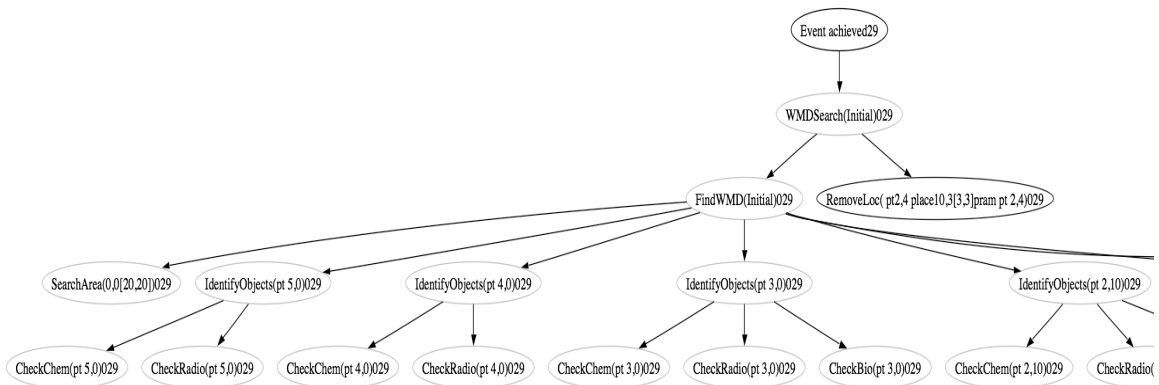 Event achieved29
WMDSearch(Initial)029
FindWMD(Initial)029
RemoveLoc( pt2,4 place10,3[3,3]pram pt 2,4)029
SearchArea(0,0[20,20])029
IdentifyObjects(pt 5,0)029
IdentifyObjects(pt 4,0)029
IdentifyObjects(pt 3,0)029
IdentifyObjects(pt 2,10)029
CheckChem(pt 5,0)029
CheckRadio(pt 5,0)029
CheckChem(pt 4,0)029
CheckRadio(pt 4,0)029
CheckChem(pt 3,0)029
CheckRadio(pt 3,0)029
CheckBio(pt 3,0)029
CheckChem(pt 2,10)029
CheckRadio(